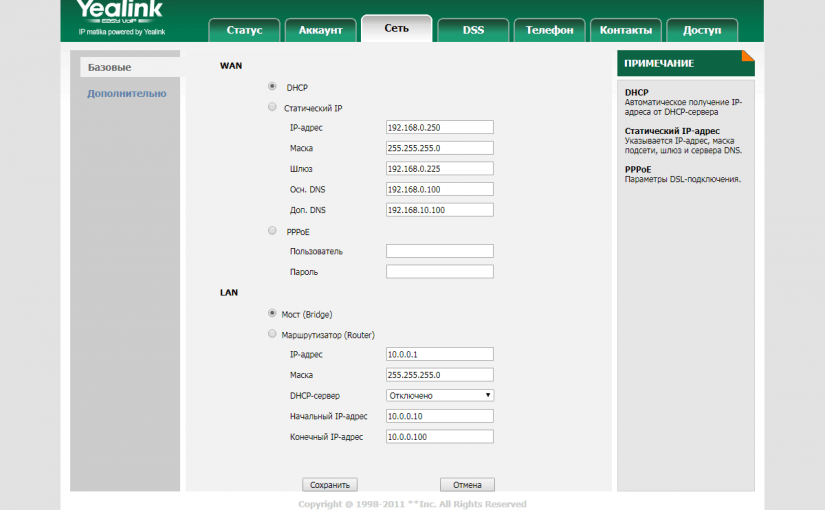 Yealink
EASY VOIP
IP matika powered by Yealink
Статус
Аккаунт
Сеть
DSS
Телефон
Контакты
Доступ
Базовые
Дополнительно
WAN
DHCP
Статический IP
IP-адрес 192.168.0.250
Маска 255.255.255.0
Шлюз 192.168.0.225
Осн. DNS 192.168.0.100
Доп. DNS 192.168.10.100
PPPoE
Пользователь
Пароль
LAN
Мост (Bridge)
Маршрутизатор (Router)
IP-адрес 10.0.0.1
Маска 255.255.255.0
DHCP-сервер Отключено
Начальный IP-адрес 10.0.0.10
Конечный IP-адрес 10.0.0.100
Сохранить
Отмена
ПРИМЕЧАНИЕ
DHCP
Автоматическое получение IP-
адреса от DHCP-сервера
Статический IP-адрес
Указывается IP-адрес, маска
подсети, шлюз и сервера DNS.
PPPoE
Параметры DSL-подключения.
Copyright @ 1998-2011 **Inc. All Rights Reserved